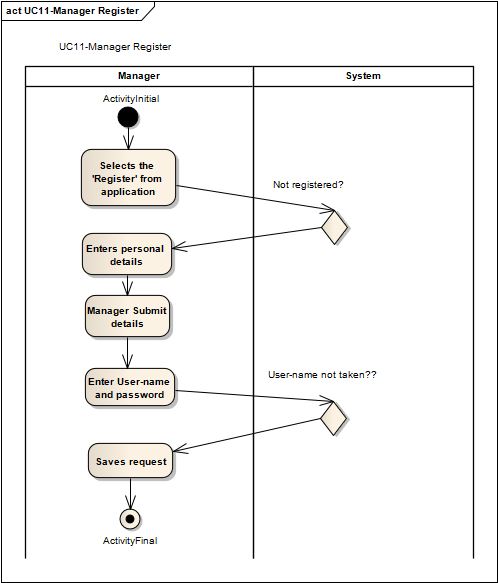 act UC11-Manager Register
UC11-Manager Register
Manager
System
ActivityInitial
Selects the
'Register' from
application
Not registered?
Enters personal
details
Manager Submit
details
Enter User-name
and password
User-name not taken??
Saves request
ActivityFinal